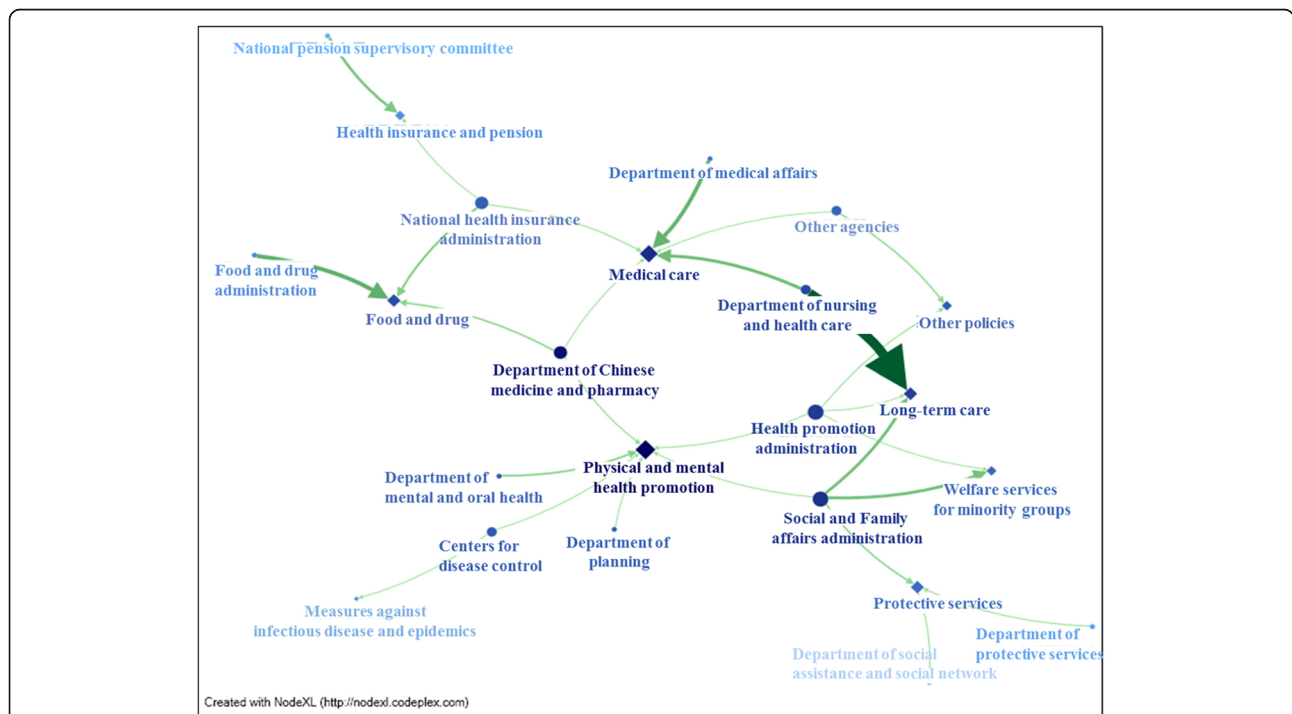 National pension supervisory committee
Health insurance and pension
Department of medical affairs
National health insurance
administration
Other agencies
Food and drug
administration
Medical care
Department of nursing
and health care
Food and drug
Other policies
Department of Chinese
medicine and pharmacy
Long-term care
Health promotion
administration
Physical and mental
health promotion
Department of
mental and oral health
Welfare services
for minority groups
Social and Family
affairs administration
Centers for
disease control
Department of
planning
Measures against
infectious disease and epidemics
Protective services
Department of
protective services
Department of social
assistance and social network
Created with NodeXL (http://nodexl.codeplex.com)